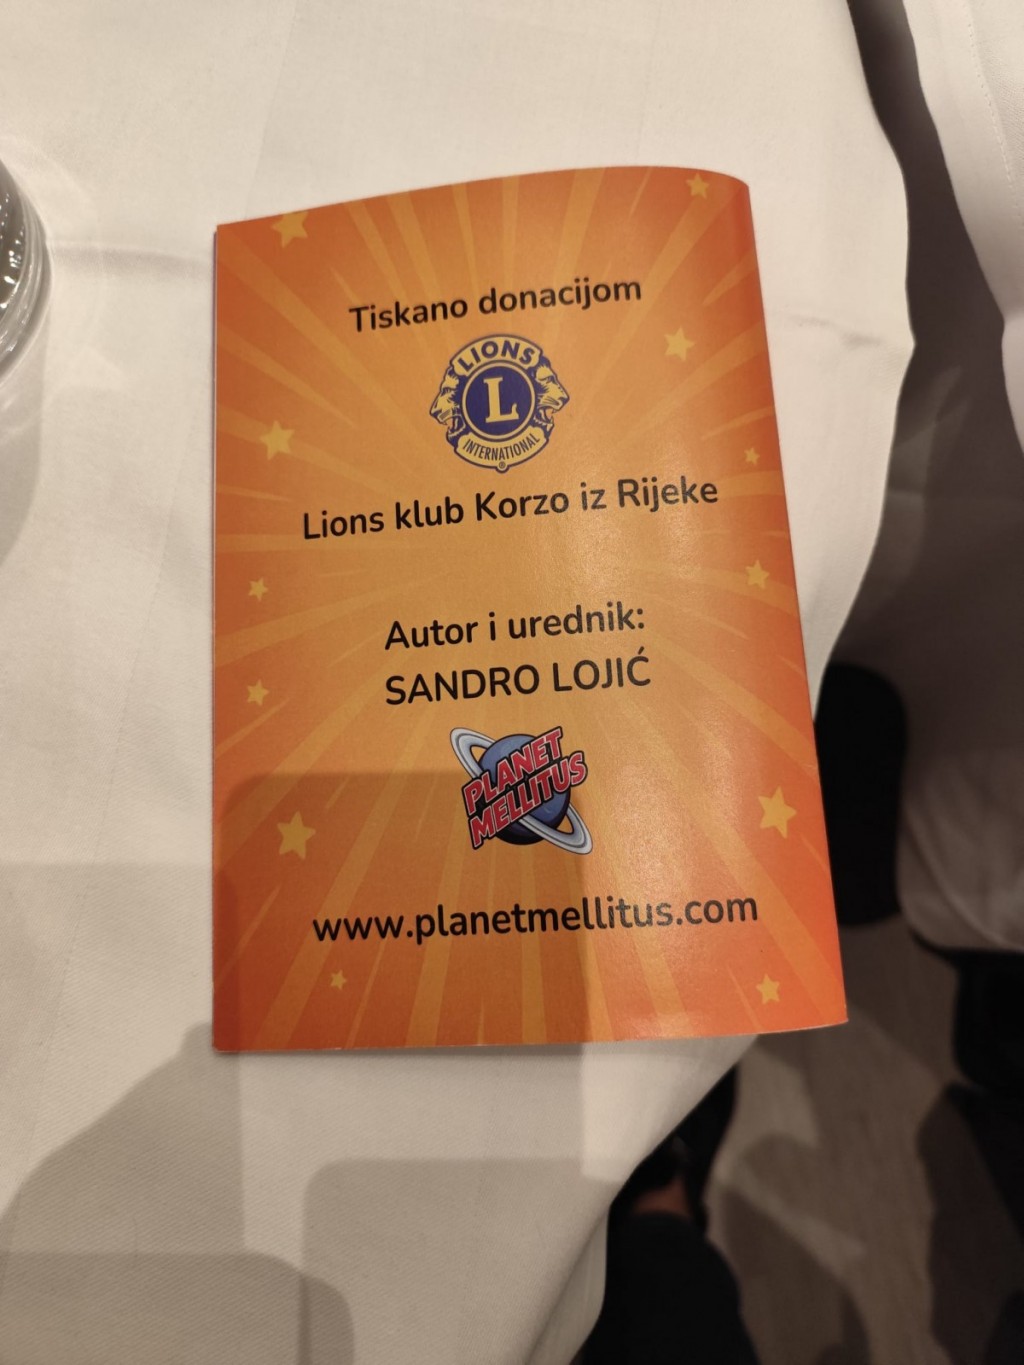 Tiskano donacijom
LIONS
L
INTERNATIONAL
®
Lions klub Korzo iz Rijeke
Autor i urednik:
SANDRO LOJIĆ
PLANET
MELLITUS
www.planetmellitus.com